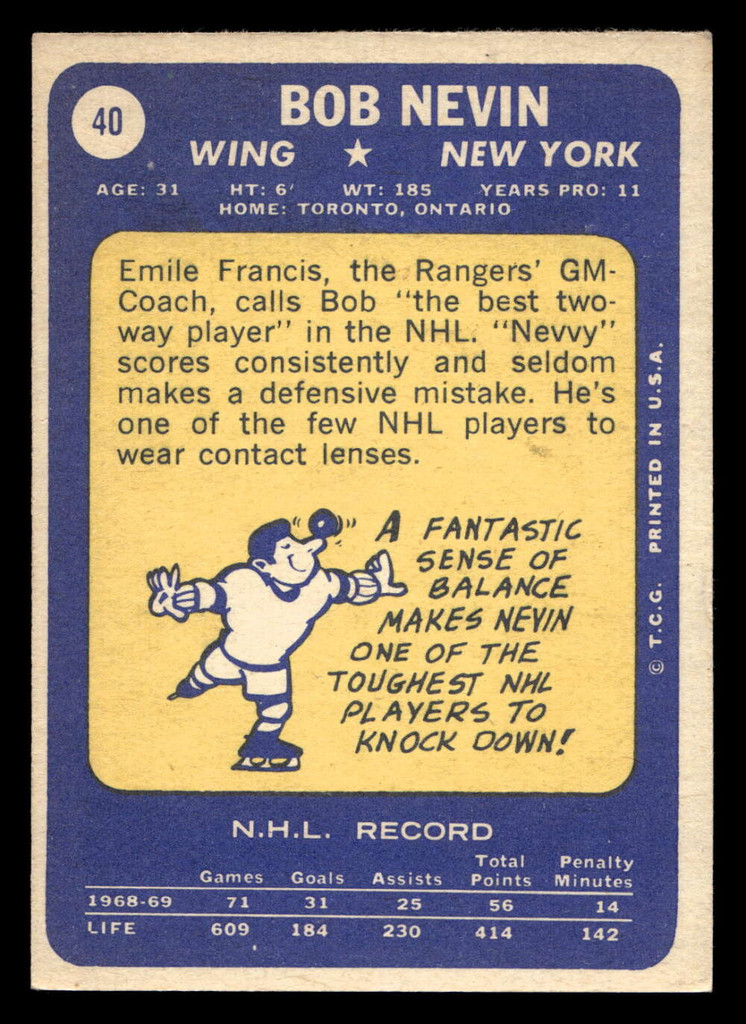 40
BOB NEVIN
WING ★ NEW YORK
AGE: 31 HT: 6' WT: 185 YEARS PRO: 11
HOME: TORONTO, ONTARIO
Emile Francis, the Rangers' GM-
Coach, calls Bob "the best two-
way player" in the NHL. "Nevvy"
scores consistently and seldom
makes a defensive mistake. He's
one of the few NHL players to
wear contact lenses.
A FANTASTIC
SENSE OF
BALANCE
MAKES NEVIN
ONE OF THE
TOUGHEST NHL
PLAYERS TO
KNOCK DOWN!
© T.C.G. PRINTED IN U.S.A.
N.H.L. RECORD
Games Goals Assists Total Points Penalty Minutes
1968-69 71 31 25 56 14
LIFE 609 184 230 414 142